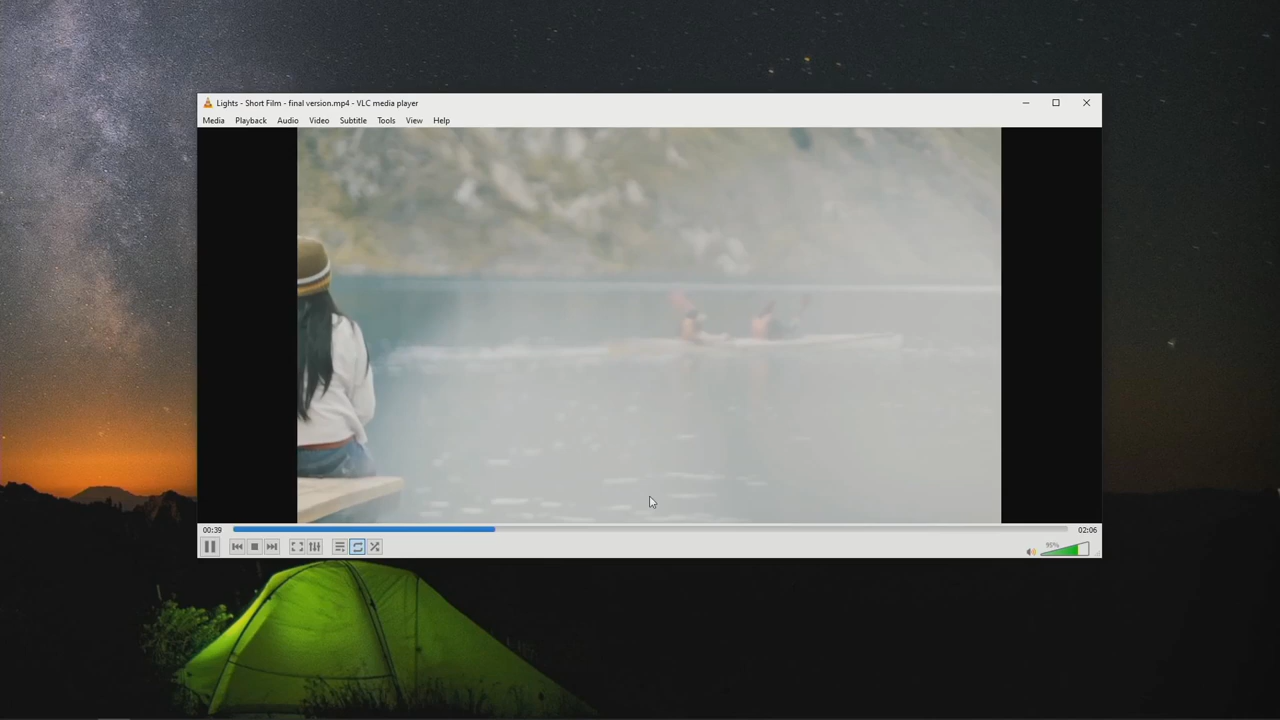 Lights - Short Film - final version.mp4 - VLC media player
Media Playback Audio Video Subtitle Tools View Help
00:39 02:06
95%